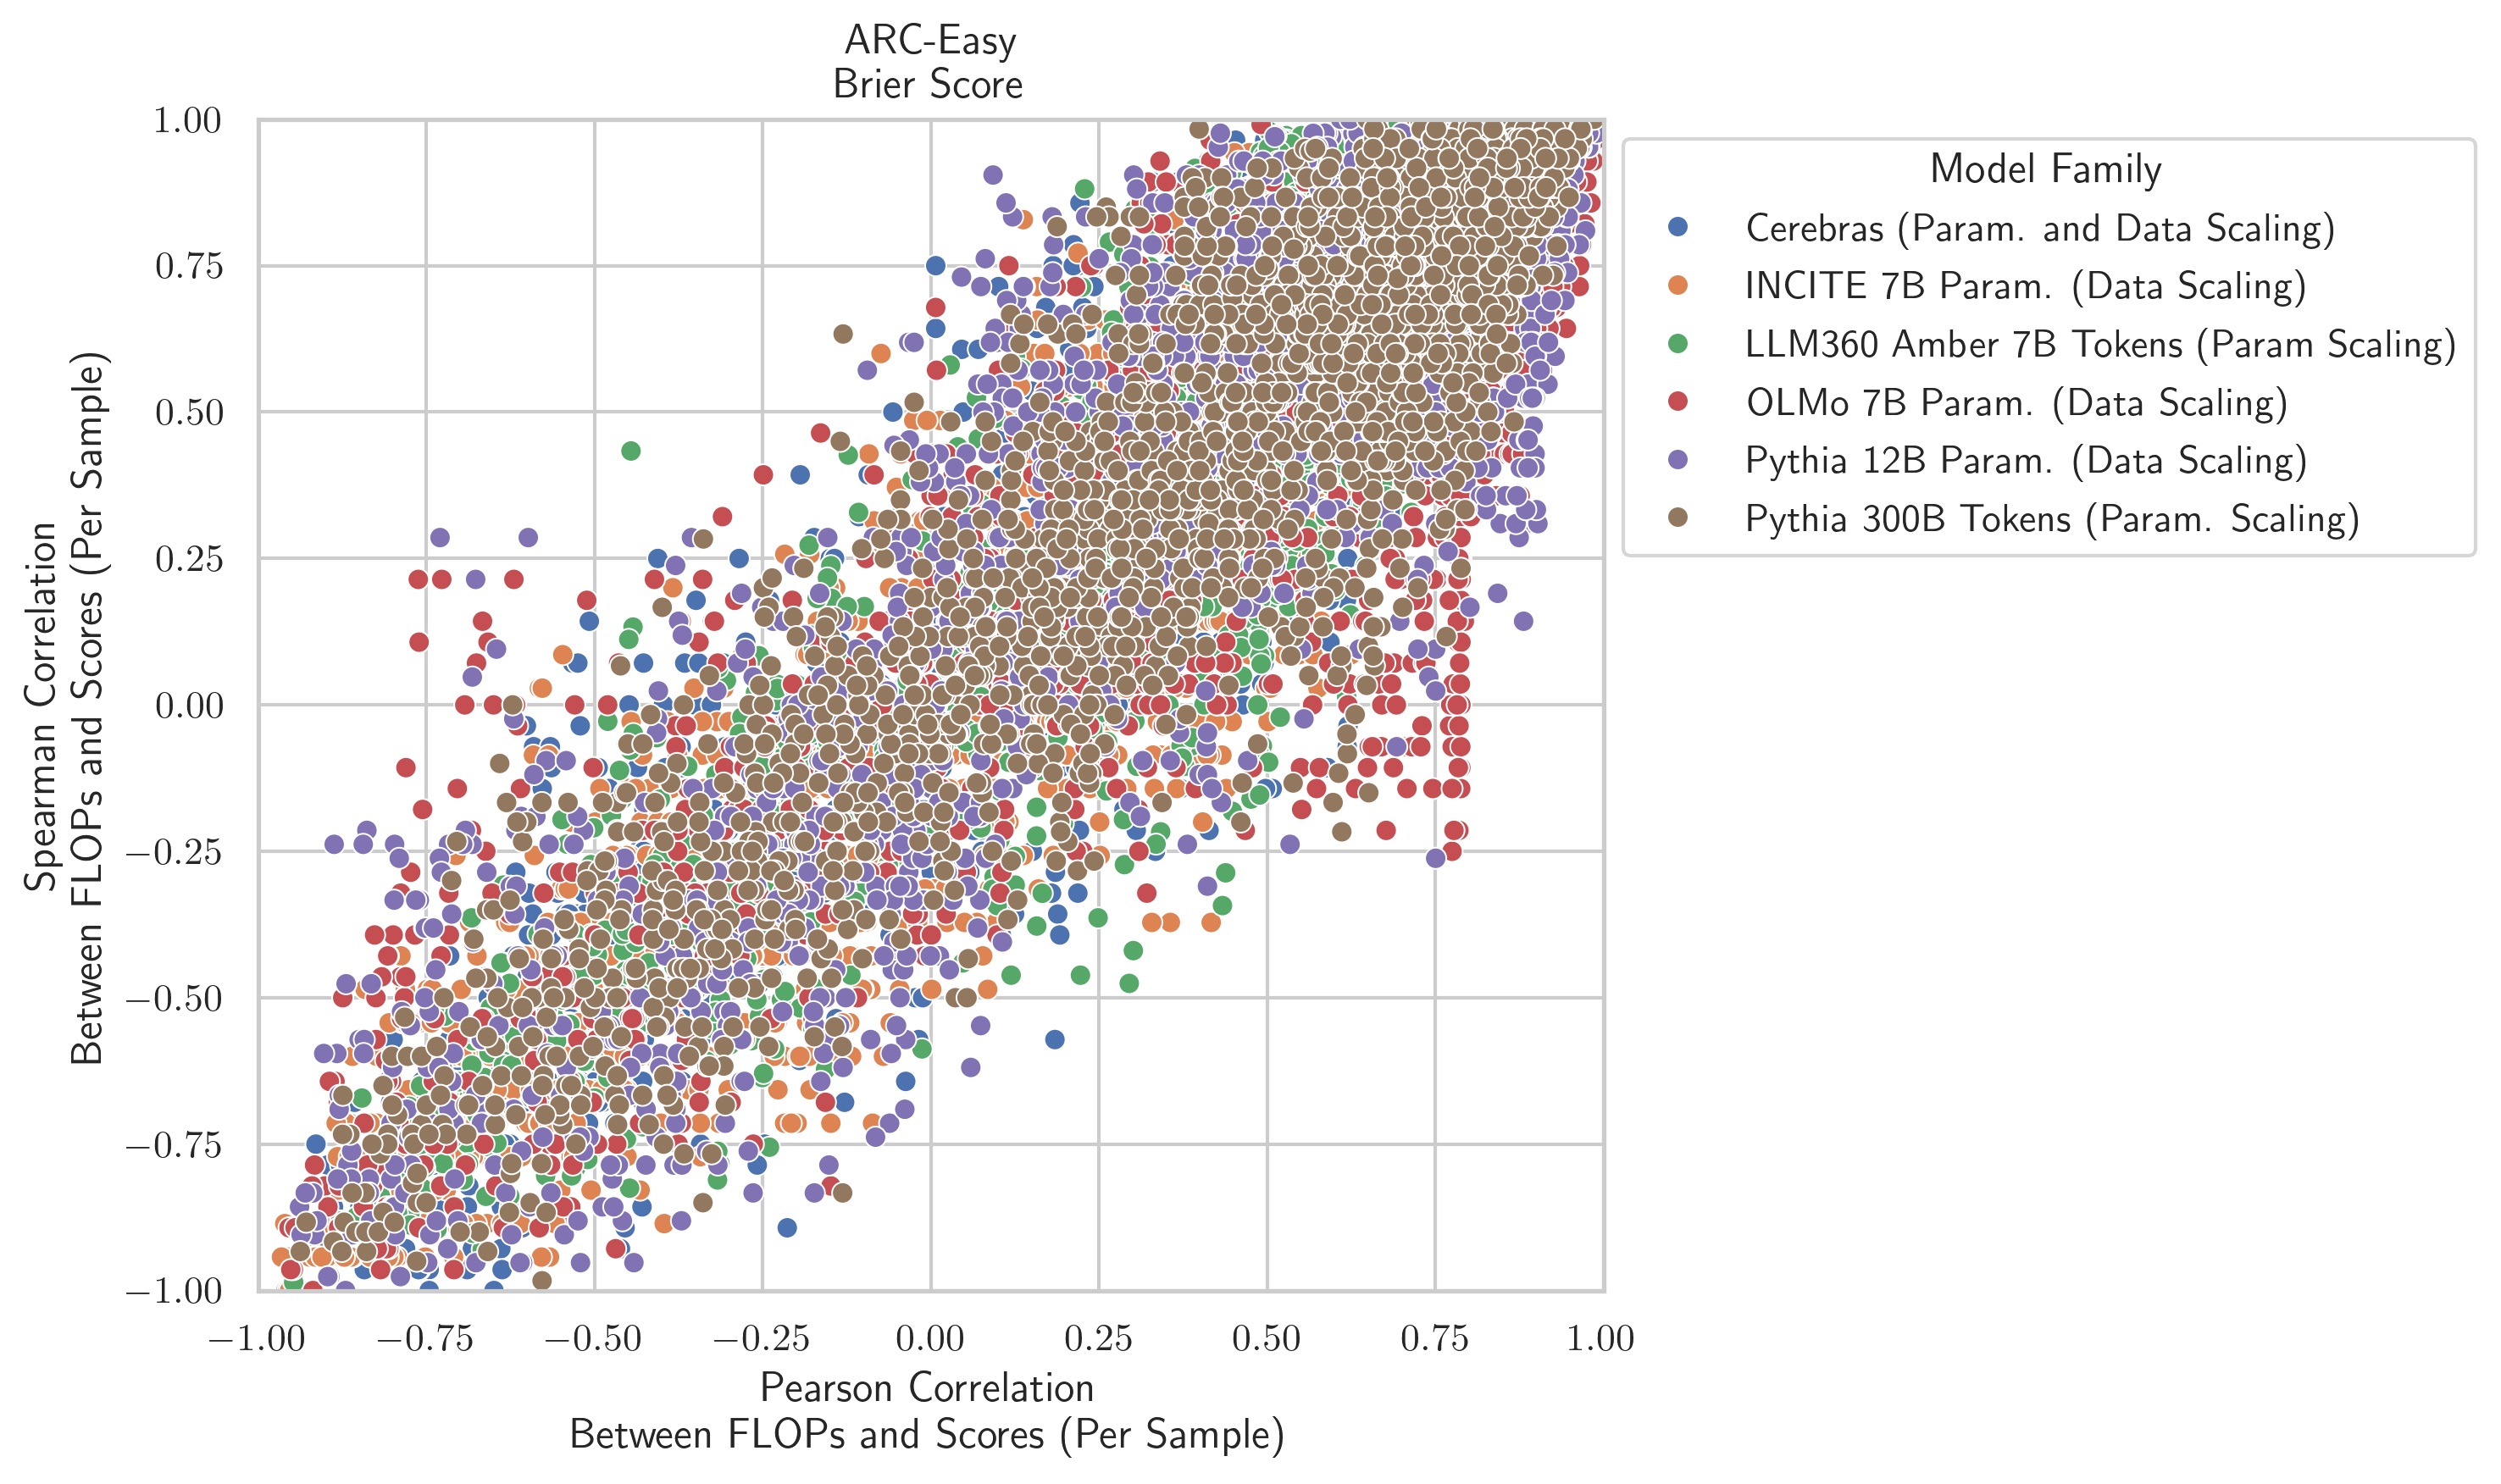 ARC-Easy
Brier Score
Spearman Correlation
Between FLOPs and Scores (Per Sample)
1.00
0.75
0.50
0.25
0.00
−0.25
−0.50
−0.75
−1.00
−1.00 −0.75 −0.50 −0.25 0.00 0.25 0.50 0.75 1.00
Pearson Correlation
Between FLOPs and Scores (Per Sample)
Model Family
Cerebras (Param. and Data Scaling)
INCITE 7B Param. (Data Scaling)
LLM360 Amber 7B Tokens (Param Scaling)
OLMo 7B Param. (Data Scaling)
Pythia 12B Param. (Data Scaling)
Pythia 300B Tokens (Param. Scaling)